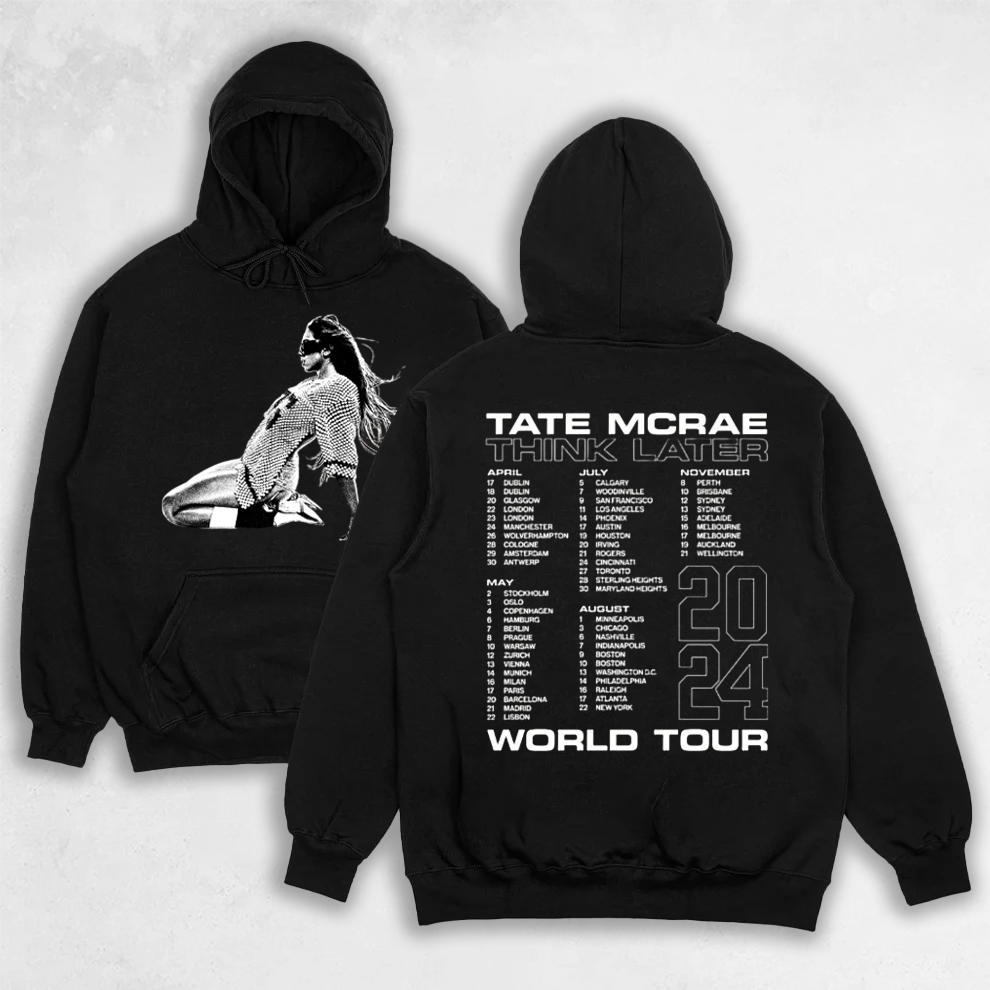 TATE MCRAE
THINK LATER
APRIL
17 DUBLIN
18 DUBLIN
20 GLASGOW
22 LONDON
23 LONDON
24 MANCHESTER
26 WOLVERHAMPTON
28 COLOGNE
29 AMSTERDAM
30 ANTWERP
MAY
2 STOCKHOLM
3 OSLO
4 COPENHAGEN
6 HAMBURG
7 BERLIN
8 PRAGUE
10 WARSAW
12 ZURICH
13 VIENNA
14 MUNICH
16 MILAN
17 PARIS
20 BARCELONA
21 MADRID
22 LISBON
JULY
5 CALGARY
7 WOODINVILLE
9 SAN FRANCISCO
11 LOS ANGELES
14 PHOENIX
17 AUSTIN
19 HOUSTON
20 IRVING
21 ROGERS
24 CINCINNATI
27 TORONTO
28 STERLING HEIGHTS
30 MARYLAND HEIGHTS
AUGUST
1 MINNEAPOLIS
3 CHICAGO
6 NASHVILLE
7 INDIANAPOLIS
9 BOSTON
10 BOSTON
13 WASHINGTON D.C.
14 PHILADELPHIA
16 RALEIGH
17 ATLANTA
22 NEW YORK
NOVEMBER
8 PERTH
10 BRISBANE
12 SYDNEY
13 SYDNEY
15 ADELAIDE
16 MELBOURNE
17 MELBOURNE
19 AUCKLAND
21 WELLINGTON
20
24
WORLD TOUR